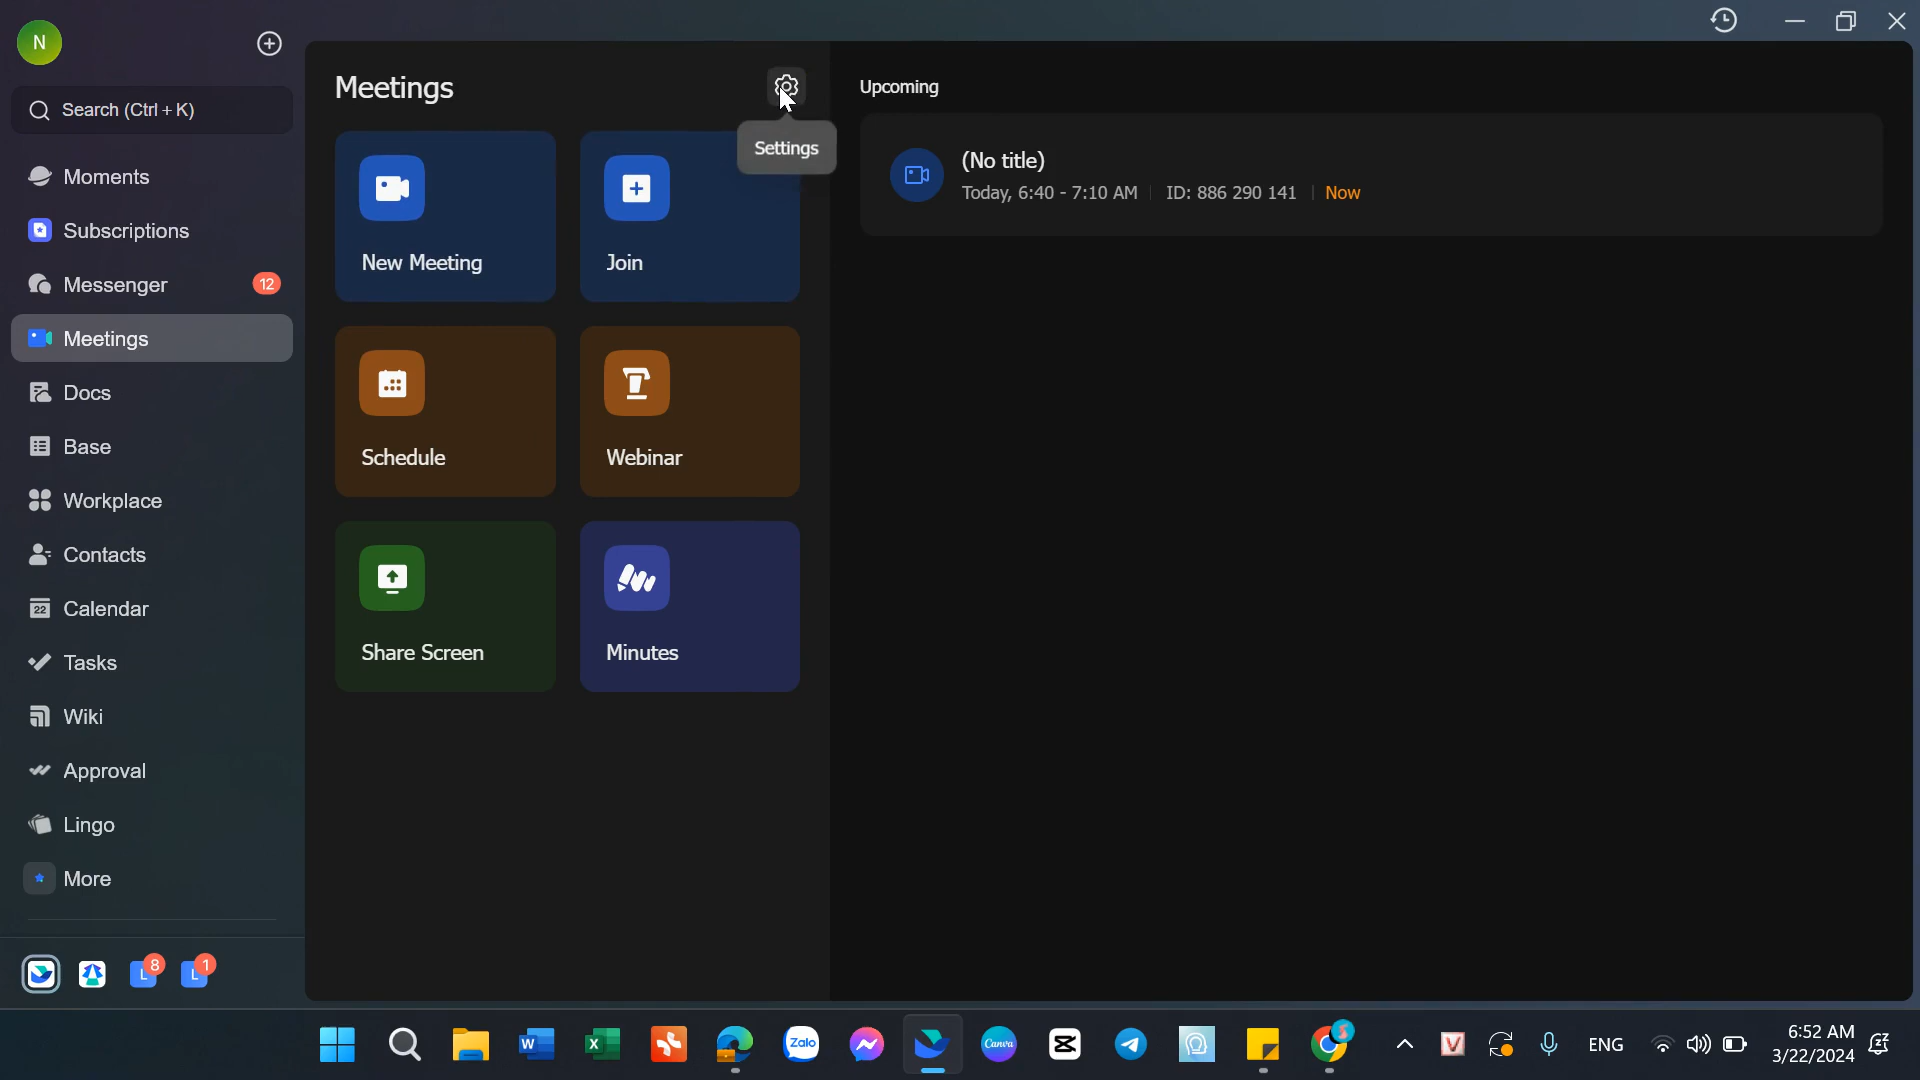 N
Search (Ctrl + K)
Moments
Subscriptions
Messenger
12
Meetings
Docs
Base
Workplace
Contacts
22
Calendar
Tasks
Wiki
Approval
Lingo
More
L
8
L
1
Meetings
Settings
New Meeting
Join
Schedule
Webinar
Share Screen
Minutes
Upcoming
(No title)
Today, 6:40 - 7:10 AM
ID: 886 290 141
Now
W
X
Zalo
Canva
S
V
ENG
6:52 AM
3/22/2024